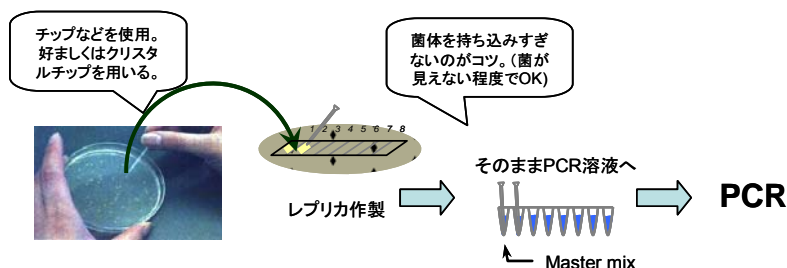 チップなどを使用。
好ましくはクリスタ
ルチップを用いる。
菌体を持ち込みすぎ
ないのがコツ。（菌が
見えない程度でOK)
1 2 3 4 5 6 7 8
レプリカ作製
そのままPCR溶液へ
PCR
Master mix